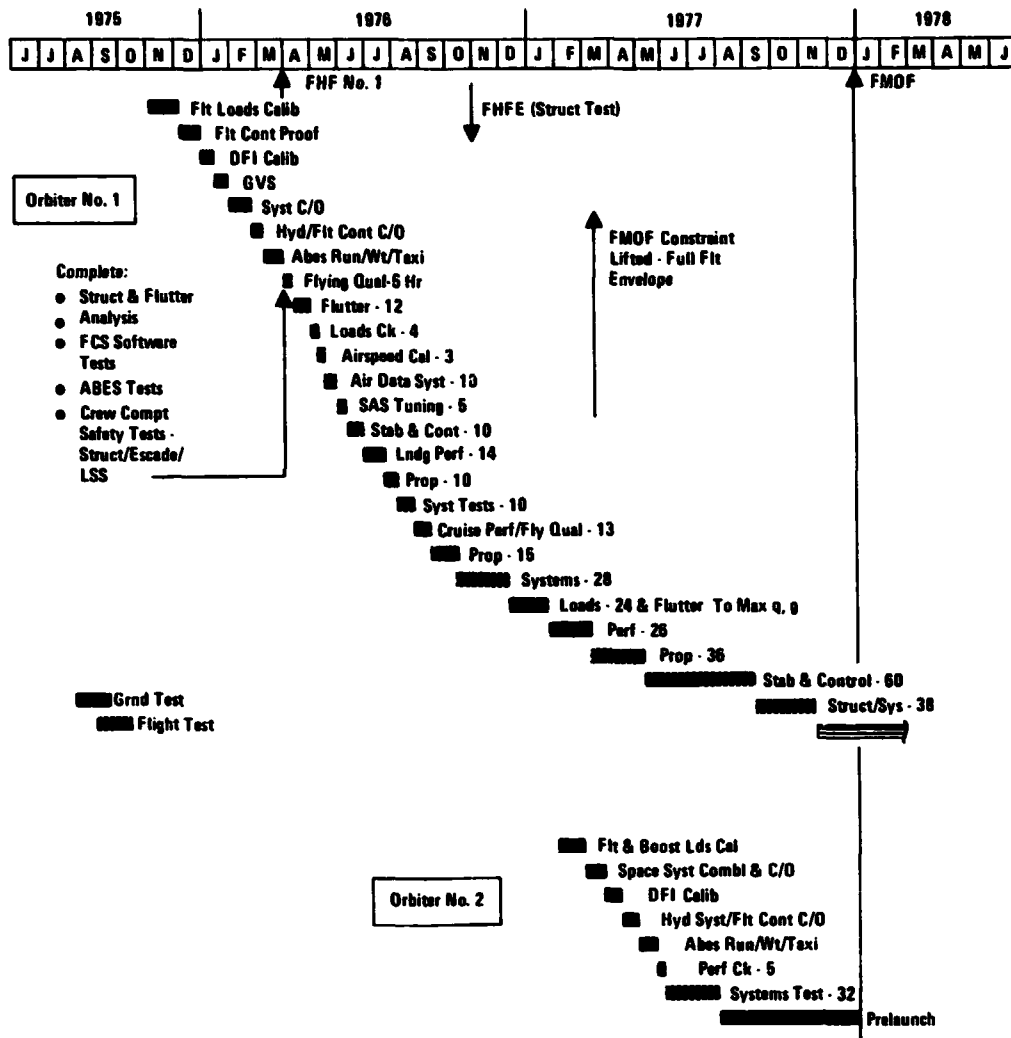 1975 1976 1977 1978
J J A S O N D J F M A M J J A S O N D J F M A M J J A S O N D J F M A M J
FHF No. 1
FMOF
FHFE (Struct Test)
Flt Loads Calib
Flt Cont Proof
DFI Calib
GVS
Orbiter No. 1
Syst C/O
Hyd/Flt Cont C/O
FMOF Constraint
Lifted - Full Flt
Envelope
Abes Run/Wt/Taxi
Complete:
Flying Qual-6 Hr
• Struct & Flutter
• Analysis
Flutter - 12
• FCS Software
Tests
Loads Ck - 4
Airspeed Cal - 3
• ABES Tests
Air Data Syst - 10
• Crew Compt
Safety Tests -
Struct/Escade/
LSS
SAS Tuning - 5
Stab & Cont - 10
Lndg Perf - 14
Prop - 10
Syst Tests - 10
Cruise Perf/Fly Qual - 13
Prop - 15
Systems - 28
Loads - 24 & Flutter To Max q, g
Perf - 26
Prop - 36
Stab & Control - 60
Grnd Test
Struct/Sys - 38
Flight Test
Flt & Boost Lds Cal
Space Syst Combl & C/O
Orbiter No. 2
DFI Calib
Hyd Syst/Flt Cont C/O
Abes Run/Wt/Taxi
Perf Ck - 5
Systems Test - 32
Prelaunch